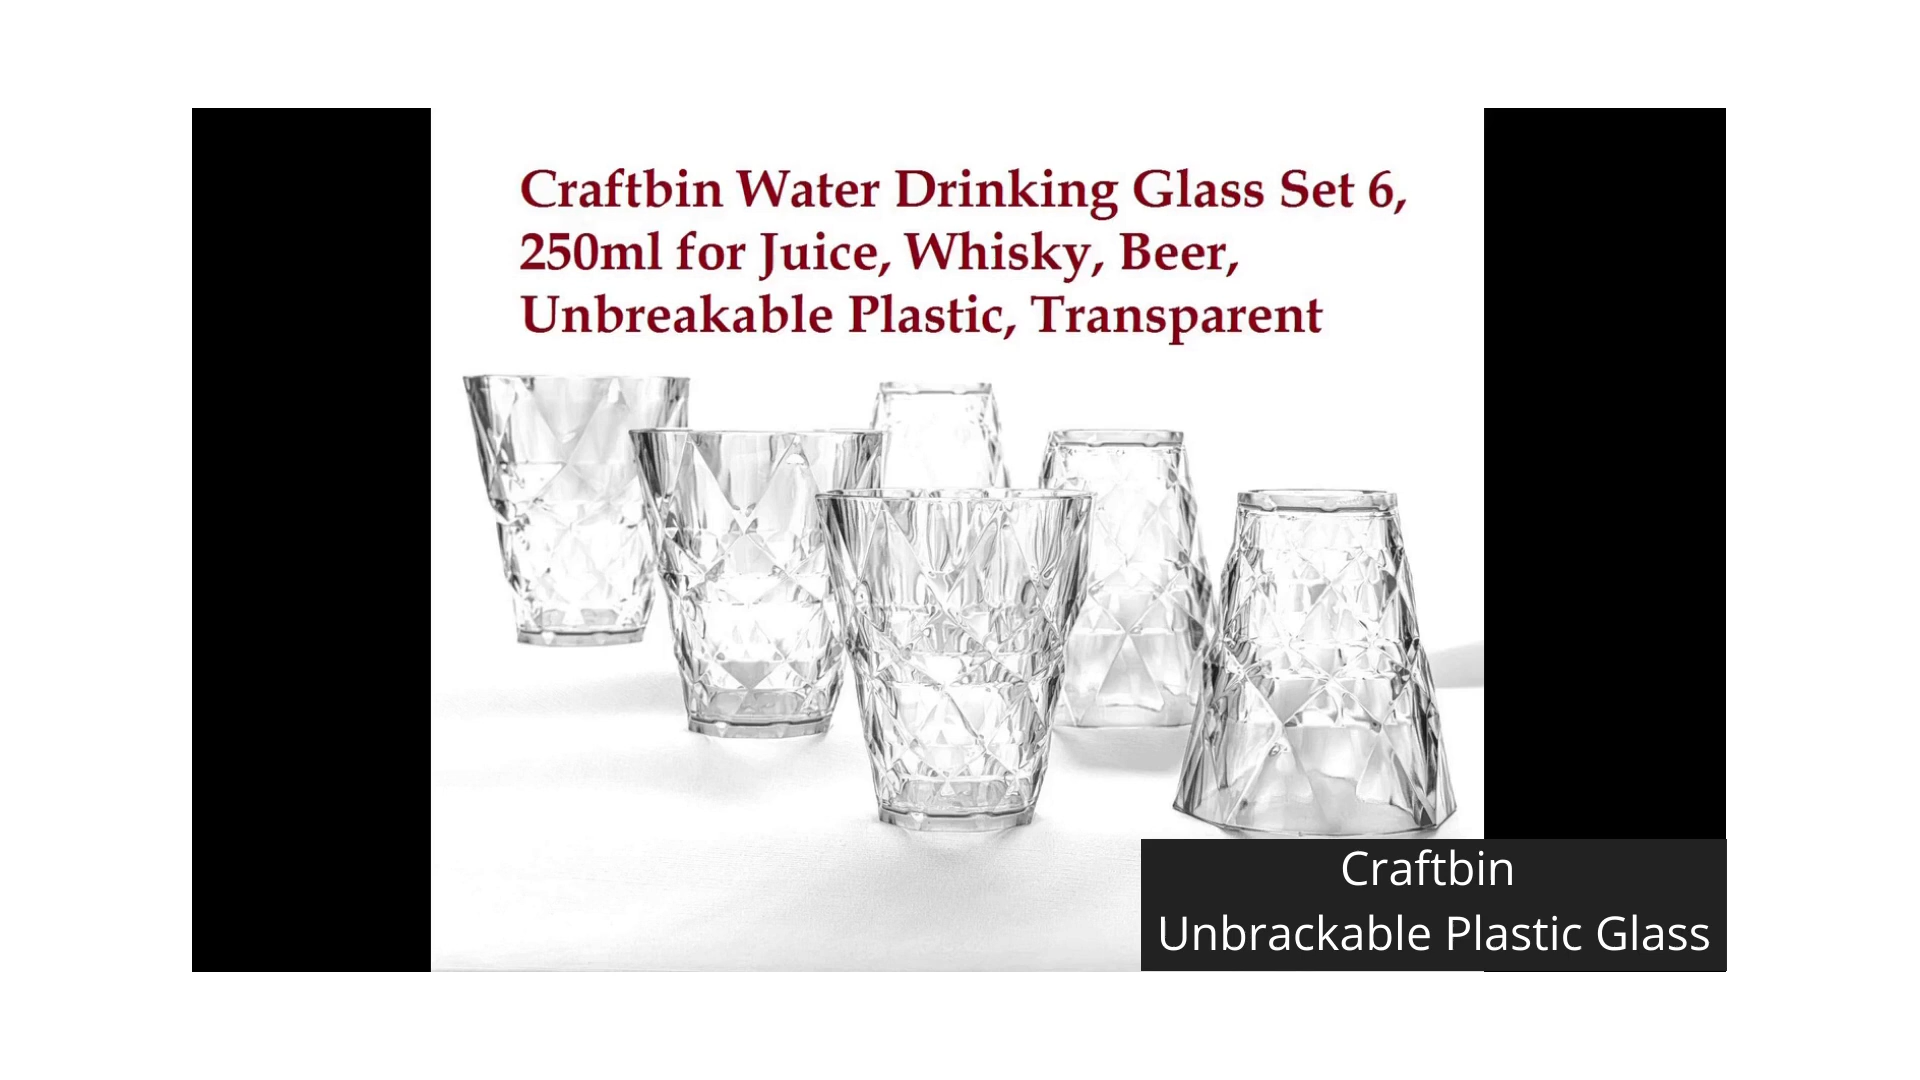 Craftbin Water Drinking Glass Set 6,
250ml for Juice, Whisky, Beer,
Unbreakable Plastic, Transparent
Craftbin
Unbrackable Plastic Glass